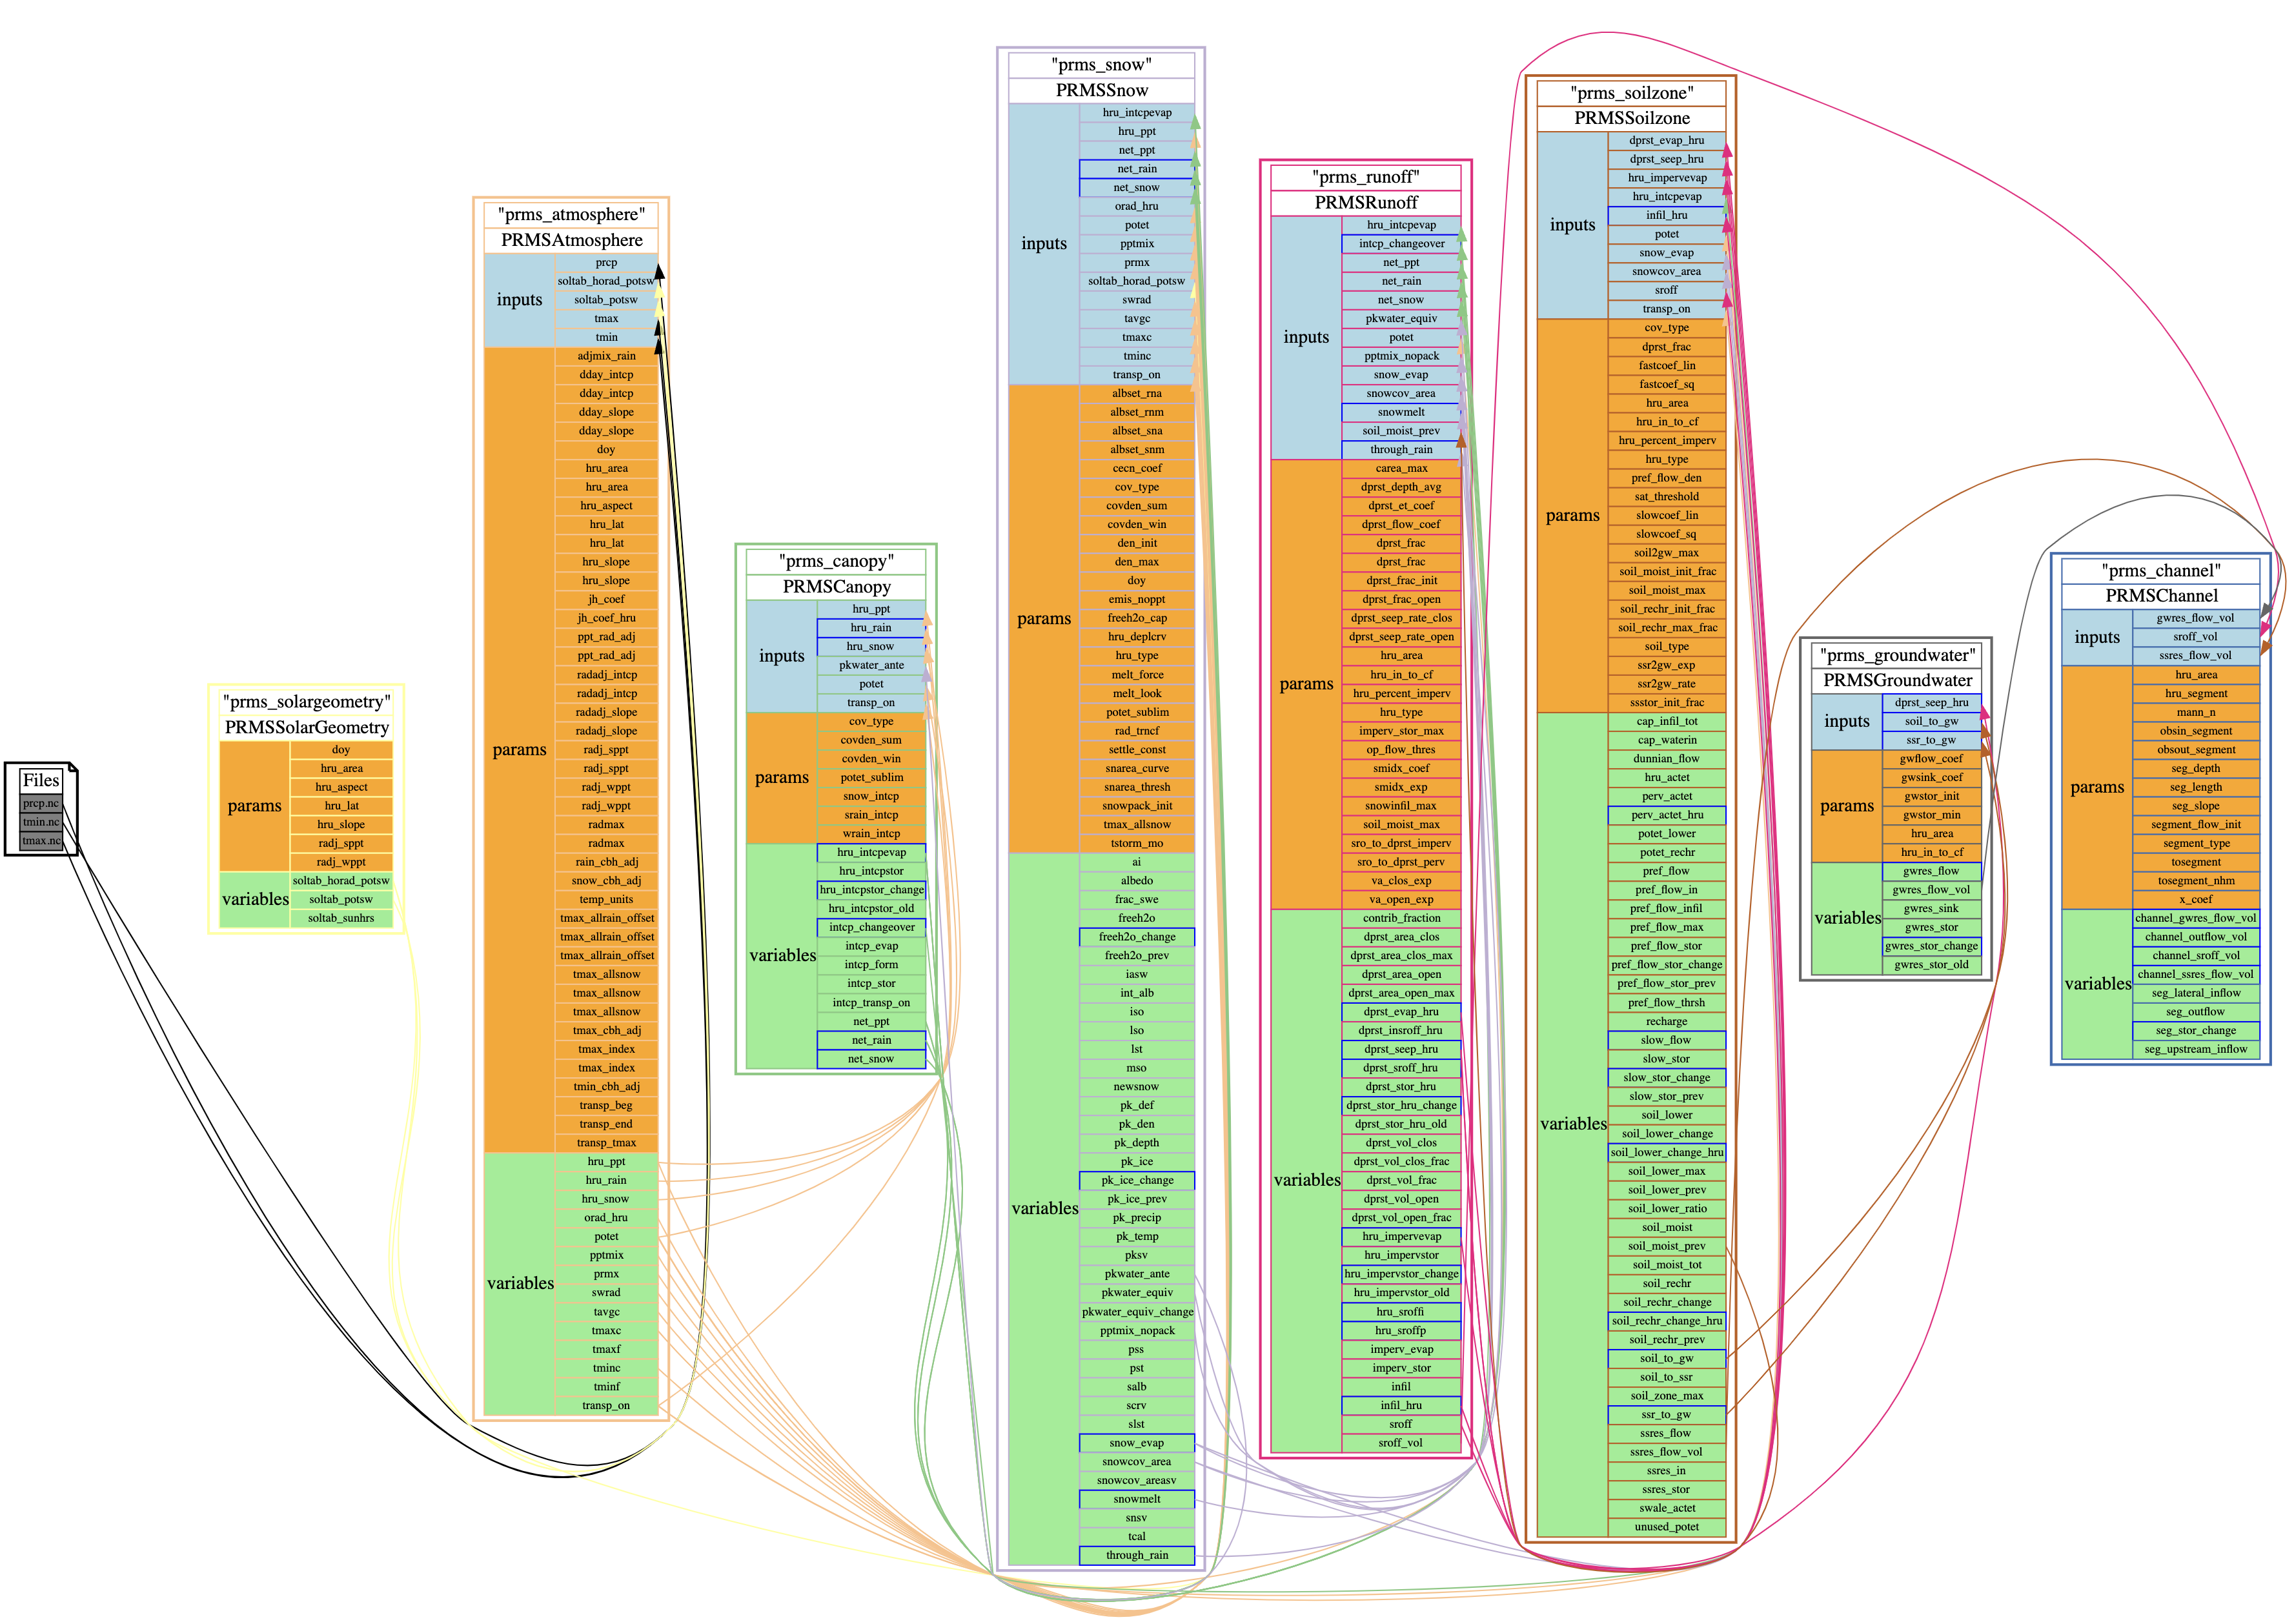 Files
prcp.nc
tmin.nc
tmax.nc
"prms_solargeometry"
PRMSSolarGeometry
params
doy
hru_area
hru_aspect
hru_lat
hru_slope
radj_sppt
radj_wppt
variables
soltab_horad_potsw
soltab_potsw
soltab_sunhrs
"prms_atmosphere"
PRMSAtmosphere
inputs
prcp
soltab_horad_potsw
soltab_potsw
tmax
tmin
params
adjmix_rain
dday_intcp
dday_intcp
dday_slope
dday_slope
doy
hru_area
hru_area
hru_aspect
hru_lat
hru_lat
hru_slope
hru_slope
jh_coef
jh_coef_hru
ppt_rad_adj
ppt_rad_adj
radadj_intcp
radadj_intcp
radadj_slope
radadj_slope
radj_sppt
radj_sppt
radj_wppt
radj_wppt
radmax
radmax
rain_cbh_adj
snow_cbh_adj
temp_units
tmax_allrain_offset
tmax_allrain_offset
tmax_allrain_offset
tmax_allsnow
tmax_allsnow
tmax_allsnow
tmax_cbh_adj
tmax_index
tmax_index
tmin_cbh_adj
transp_beg
transp_end
transp_tmax
variables
hru_ppt
hru_rain
hru_snow
orad_hru
potet
pptmix
prmx
swrad
tavgc
tmaxc
tmaxf
tminc
tminf
transp_on
"prms_canopy"
PRMSCanopy
inputs
hru_ppt
hru_rain
hru_snow
pkwater_ante
potet
transp_on
params
cov_type
covden_sum
covden_win
potet_sublim
snow_intcp
srain_intcp
wrain_intcp
variables
hru_intcpevap
hru_intcpstor
hru_intcpstor_change
hru_intcpstor_old
intcp_changeover
intcp_evap
intcp_form
intcp_stor
intcp_transp_on
net_ppt
net_rain
net_snow
"prms_snow"
PRMSSnow
inputs
hru_intcpevap
hru_ppt
net_ppt
net_rain
net_snow
orad_hru
potet
pptmix
prmx
soltab_horad_potsw
swrad
tavgc
tmaxc
tminc
transp_on
params
albset_rna
albset_rnm
albset_sna
albset_snm
cecn_coef
cov_type
covden_sum
covden_win
den_init
den_max
doy
emis_noppt
freeh2o_cap
hru_deplcrv
hru_type
melt_force
melt_look
potet_sublim
rad_trncf
settle_const
snarea_curve
snarea_thresh
snowpack_init
tmax_allsnow
tstorm_mo
variables
ai
albedo
frac_swe
freeh2o
freeh2o_change
freeh2o_prev
iasw
int_alb
iso
lso
lst
mso
newsnow
pk_def
pk_den
pk_depth
pk_ice
pk_ice_change
pk_ice_prev
pk_precip
pk_temp
pksv
pkwater_ante
pkwater_equiv
pkwater_equiv_change
pptmix_nopack
pss
pst
salb
scrv
slst
snow_evap
snowcov_area
snowcov_areasv
snowmelt
snsv
tcal
through_rain
"prms_runoff"
PRMSRunoff
inputs
hru_intcpevap
intcp_changeover
net_ppt
net_rain
net_snow
pkwater_equiv
potet
pptmix_nopack
snow_evap
snowcov_area
snowmelt
soil_moist_prev
through_rain
params
carea_max
dprst_depth_avg
dprst_et_coef
dprst_flow_coef
dprst_frac
dprst_frac
dprst_frac_init
dprst_frac_open
dprst_seep_rate_clos
dprst_seep_rate_open
hru_area
hru_in_to_cf
hru_percent_imperv
hru_type
imperv_stor_max
op_flow_thres
smidx_coef
smidx_exp
snowinfil_max
soil_moist_max
sro_to_dprst_imperv
sro_to_dprst_perv
va_clos_exp
va_open_exp
variables
contrib_fraction
dprst_area_clos
dprst_area_clos_max
dprst_area_open
dprst_area_open_max
dprst_evap_hru
dprst_insroff_hru
dprst_seep_hru
dprst_sroff_hru
dprst_stor_hru
dprst_stor_hru_change
dprst_stor_hru_old
dprst_vol_clos
dprst_vol_clos_frac
dprst_vol_frac
dprst_vol_open
dprst_vol_open_frac
hru_impervevap
hru_impervstor
hru_impervstor_change
hru_impervstor_old
hru_sroffi
hru_sroffp
imperv_evap
imperv_stor
infil
infil_hru
sroff
sroff_vol
"prms_soilzone"
PRMSSoilzone
inputs
dprst_evap_hru
dprst_seep_hru
hru_impervevap
hru_intcpevap
infil_hru
potet
snow_evap
snowcov_area
sroff
transp_on
params
cov_type
dprst_frac
fastcoef_lin
fastcoef_sq
hru_area
hru_in_to_cf
hru_percent_imperv
hru_type
pref_flow_den
sat_threshold
slowcoef_lin
slowcoef_sq
soil2gw_max
soil_moist_init_frac
soil_moist_max
soil_rechr_init_frac
soil_rechr_max_frac
soil_type
ssr2gw_exp
ssr2gw_rate
ssstor_init_frac
variables
cap_infil_tot
cap_waterin
dunnian_flow
hru_actet
perv_actet
perv_actet_hru
potet_lower
potet_rechr
pref_flow
pref_flow_in
pref_flow_infil
pref_flow_max
pref_flow_stor
pref_flow_stor_change
pref_flow_stor_prev
pref_flow_thrsh
recharge
slow_flow
slow_stor
slow_stor_change
slow_stor_prev
soil_lower
soil_lower_change
soil_lower_change_hru
soil_lower_max
soil_lower_prev
soil_lower_ratio
soil_moist
soil_moist_prev
soil_moist_tot
soil_rechr
soil_rechr_change
soil_rechr_change_hru
soil_rechr_prev
soil_to_gw
soil_to_ssr
soil_zone_max
ssr_to_gw
ssres_flow
ssres_flow_vol
ssres_in
ssres_stor
swale_actet
unused_potet
"prms_groundwater"
PRMSGroundwater
inputs
dprst_seep_hru
soil_to_gw
ssr_to_gw
params
gwflow_coef
gwsink_coef
gwstor_init
gwstor_min
hru_area
hru_in_to_cf
variables
gwres_flow
gwres_flow_vol
gwres_sink
gwres_stor
gwres_stor_change
gwres_stor_old
"prms_channel"
PRMSChannel
inputs
gwres_flow_vol
sroff_vol
ssres_flow_vol
params
hru_area
hru_segment
mann_n
obsin_segment
obsout_segment
seg_depth
seg_length
seg_slope
segment_flow_init
segment_type
tosegment
tosegment_nhm
x_coef
variables
channel_gwres_flow_vol
channel_outflow_vol
channel_sroff_vol
channel_ssres_flow_vol
seg_lateral_inflow
seg_outflow
seg_stor_change
seg_upstream_inflow